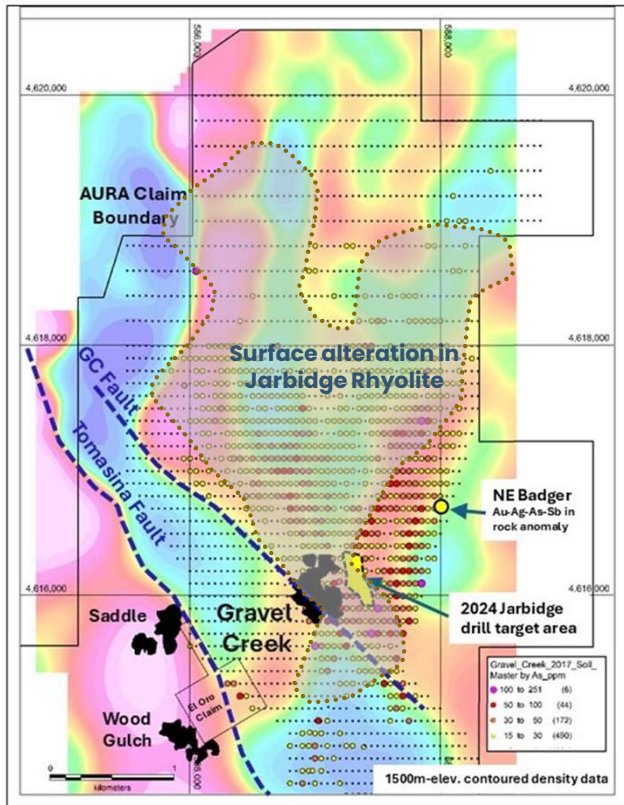 586,000
588,000
4,620,000
4,620,000
AURA Claim
Boundary
4,618,000
4,618,000
Surface alteration in
Jarbidge Rhyolite
GC Fault
Tomasina Fault
NE Badger
Au-Ag-As-Sb in
rock anomaly
4,616,000
4,616,000
Saddle
Gravel
Creek
2024 Jarbidge
drill target area
El Oro
Claim
Wood
Gulch
Gravel_Creek_2017_Soil_
Master by As_ppm
100 to 251 (6)
50 to 100 (44)
30 to 50 (172)
15 to 30 (490)
0
1
kilometers
1500m-elev. contoured density data